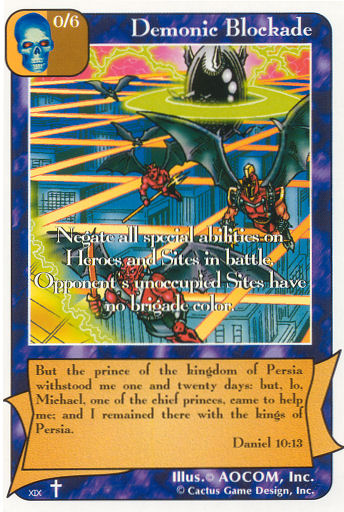 0/6 Demonic Blockade
Negate all special abilities on
Heroes and Sites in battle.
Opponent's unoccupied Sites have
no brigade color.
But the prince of the kingdom of Persia
withstood me one and twenty days: but, lo,
Michael, one of the chief princes, came to help
me; and I remained there with the kings of
Persia.
Daniel 10:13
Illus.© AOCOM, Inc.
XIX © Cactus Game Design, Inc.